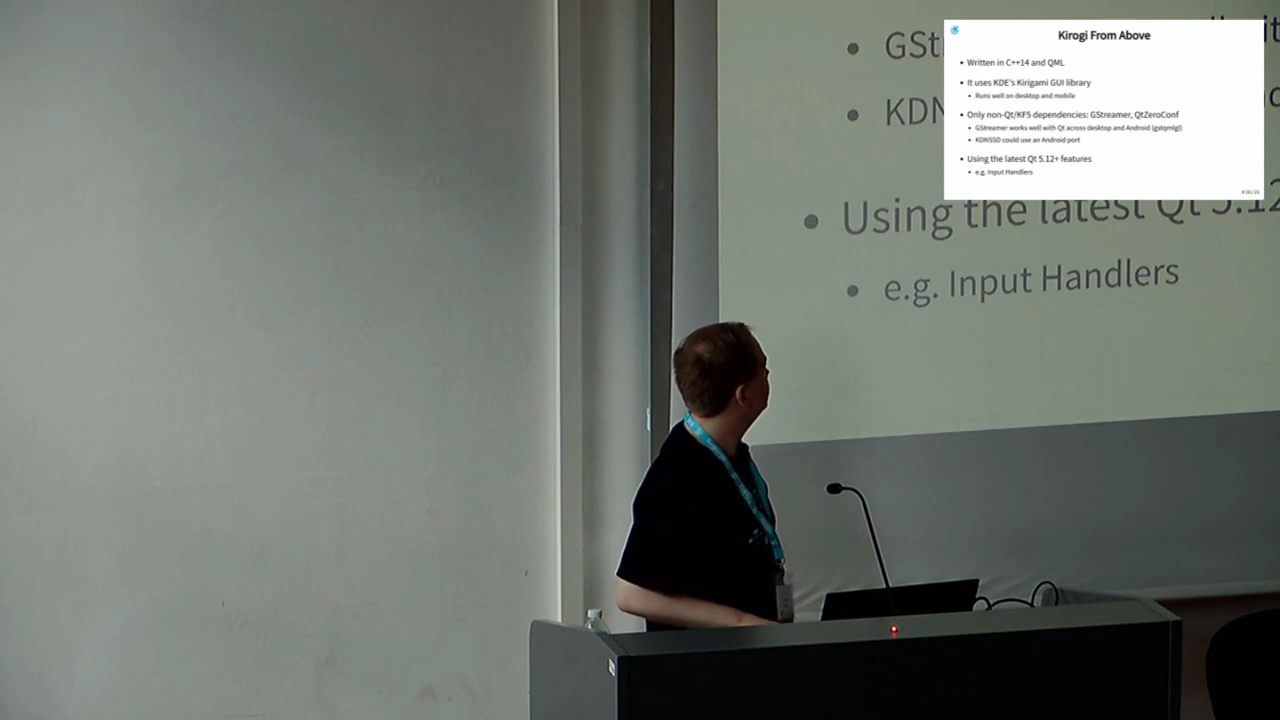 GSt
KDN
Using the latest Qt 5.12
e.g. Input Handlers
Kirogi From Above
• Written in C++14 and QML
• It uses KDE's Kirigami GUI library
• Runs well on desktop and mobile
• Only non-Qt/KF5 dependencies: GStreamer, QtZeroConf
• GStreamer works well with Qt across desktop and Android (gstqmlgl)
• KDNSSD could use an Android port
• Using the latest Qt 5.12+ features
• e.g. Input Handlers